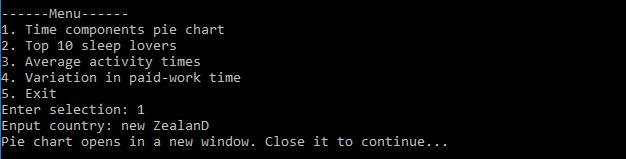 ------Menu------
1. Time components pie chart
2. Top 10 sleep lovers
3. Average activity times
4. Variation in paid-work time
5. Exit
Enter selection: 1
Enput country: new ZealanD
Pie chart opens in a new window. Close it to continue...